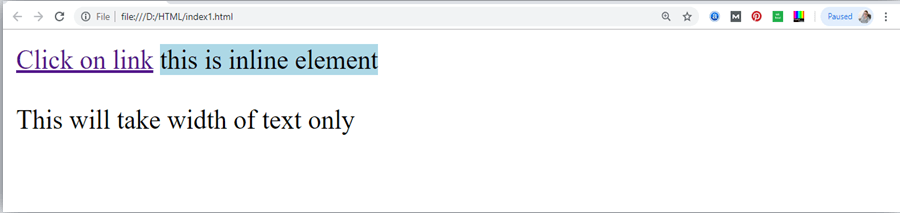 File file:///D:/HTML/index1.html Paused
Click on link this is inline element
This will take width of text only